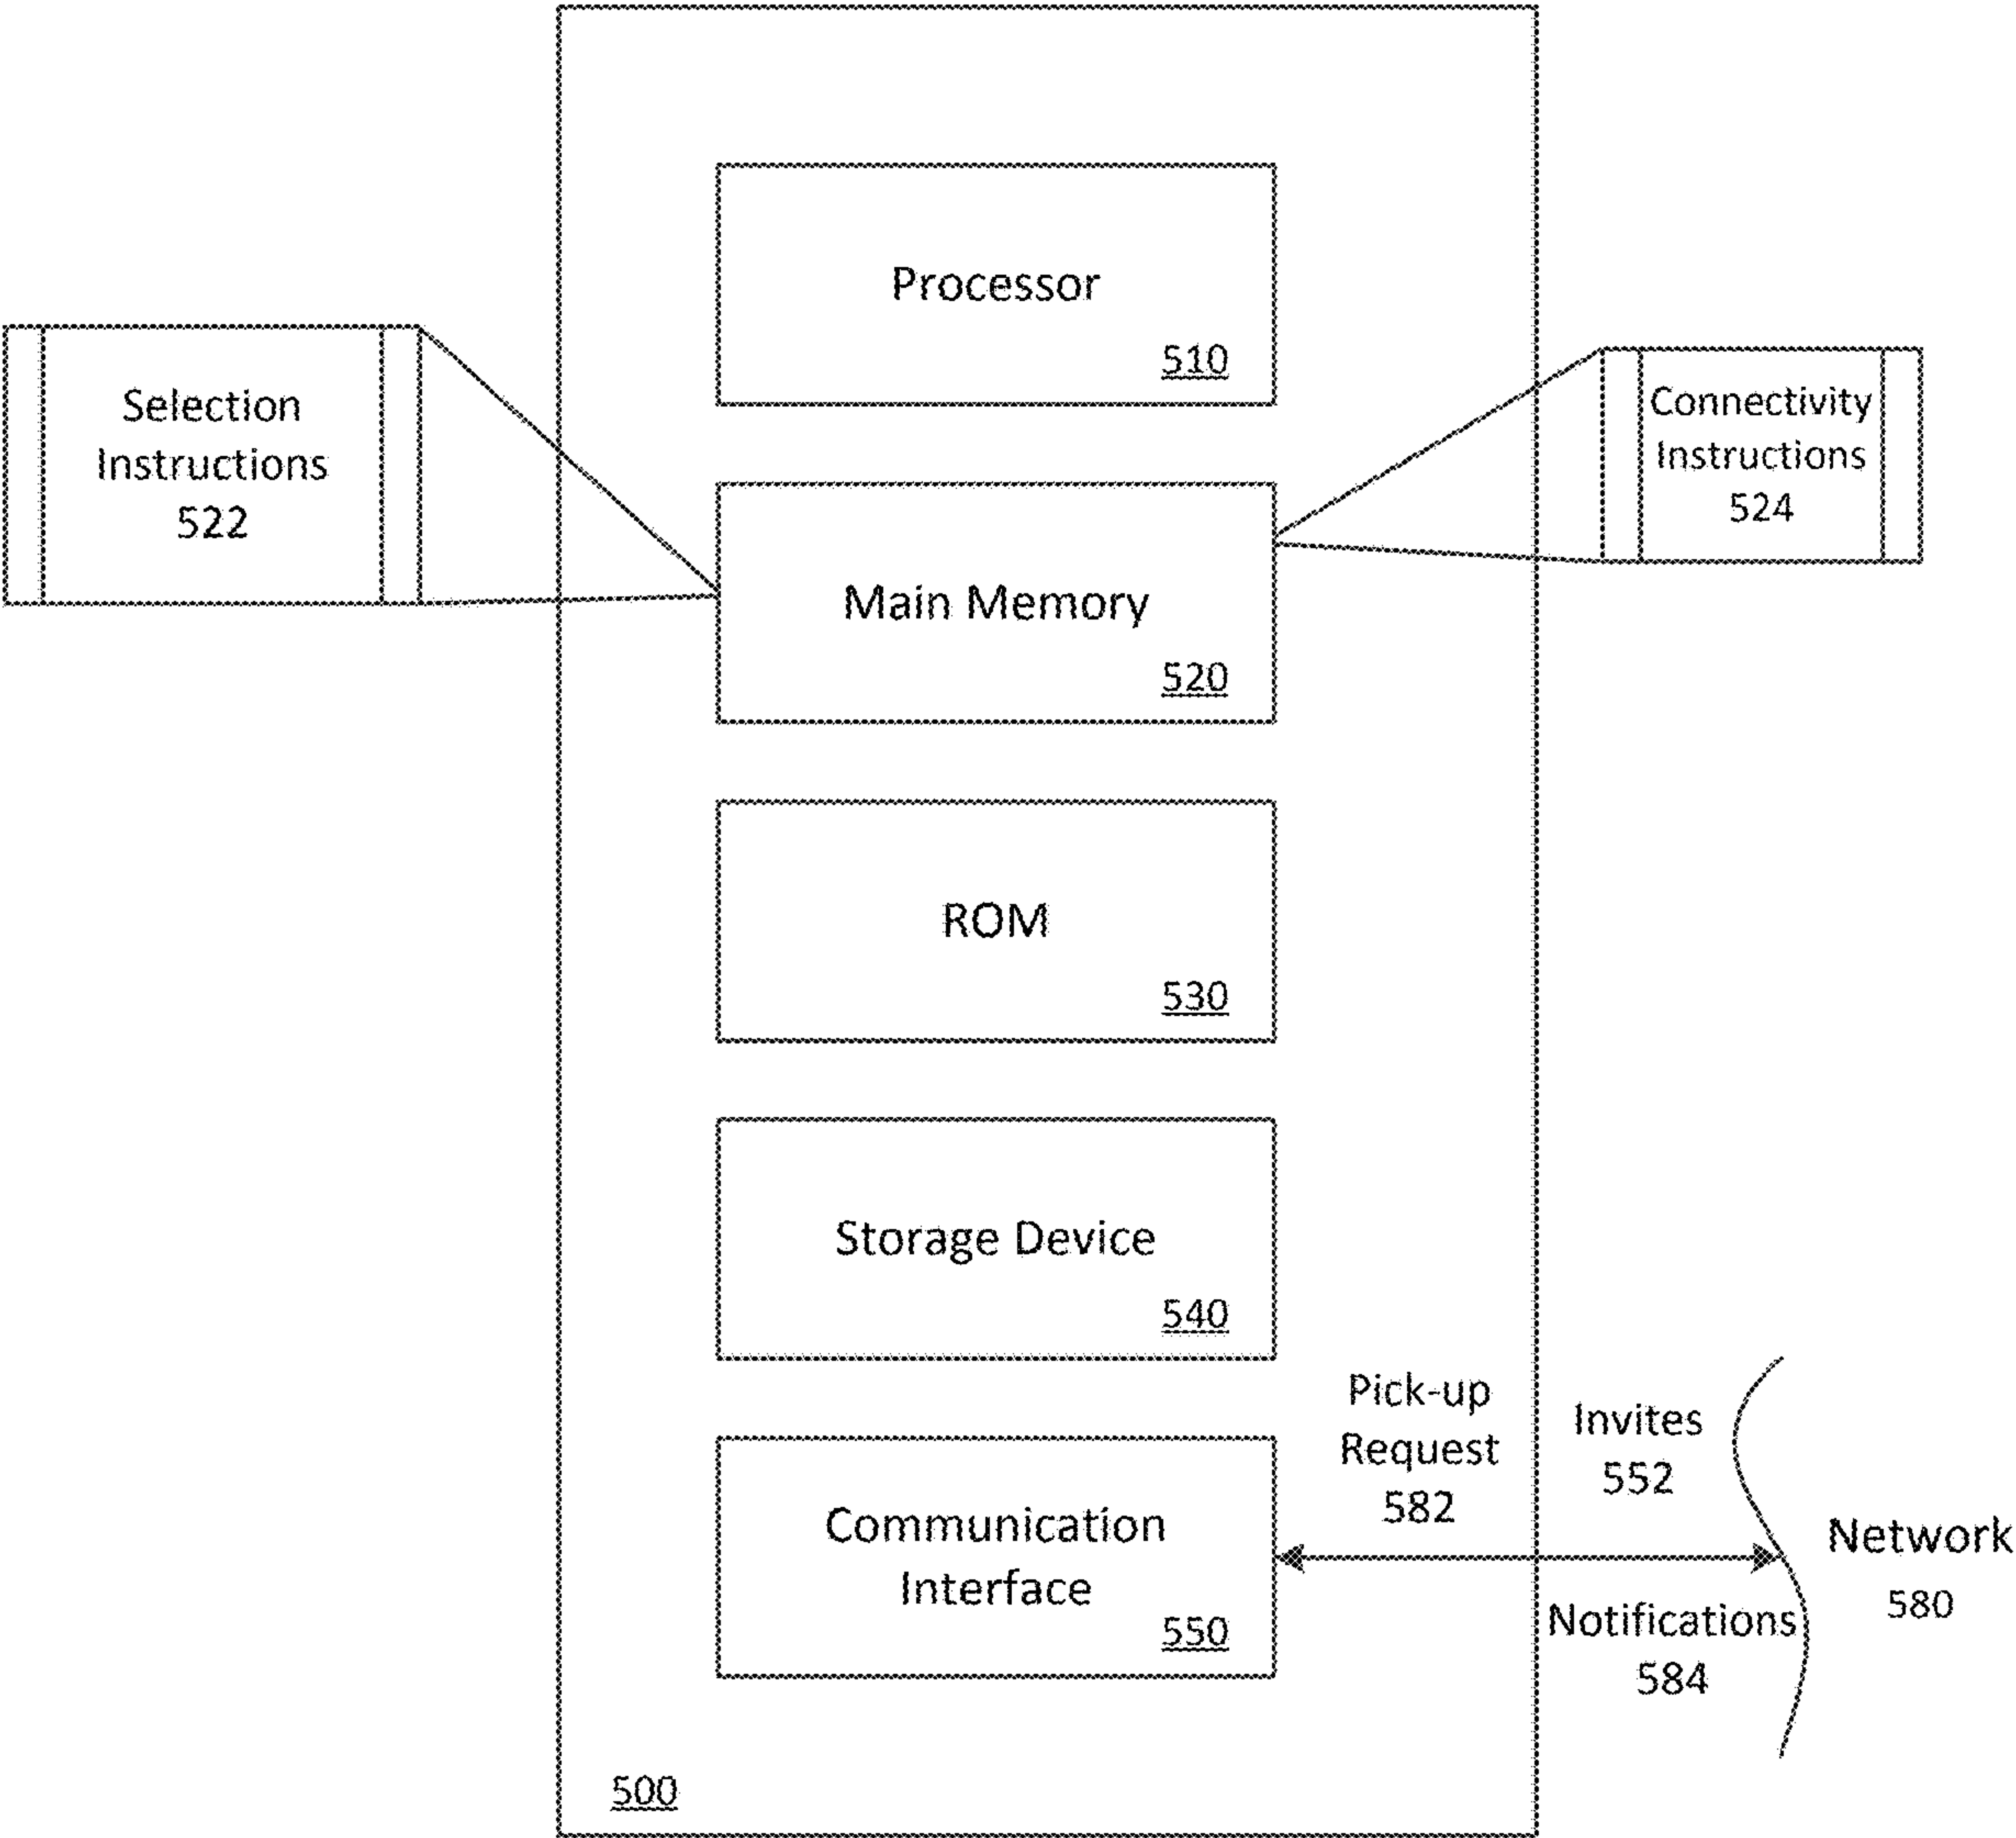 Processor
510
Selection
Instructions
522
Connectivity
Instructions
524
Main Memory
520
ROM
530
Storage Device
540
Pick-up
Request
582
Invites
552
Communication
Interface
550
Network
580
Notifications
584
500